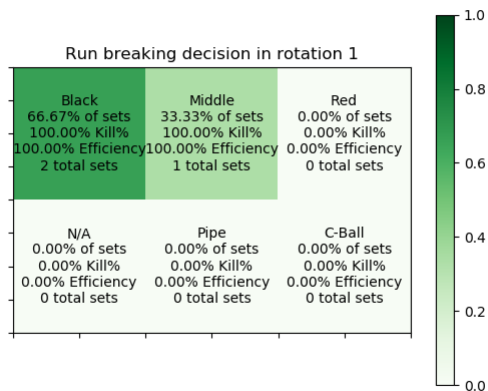 Run breaking decision in rotation 1
Black
66.67% of sets
100.00% Kill%
100.00% Efficiency
2 total sets
Middle
33.33% of sets
100.00% Kill%
100.00% Efficiency
1 total sets
Red
0.00% of sets
0.00% Kill%
0.00% Efficiency
0 total sets
N/A
0.00% of sets
0.00% Kill%
0.00% Efficiency
0 total sets
Pipe
0.00% of sets
0.00% Kill%
0.00% Efficiency
0 total sets
C-Ball
0.00% of sets
0.00% Kill%
0.00% Efficiency
0 total sets
1.0
0.8
0.6
0.4
0.2
0.0